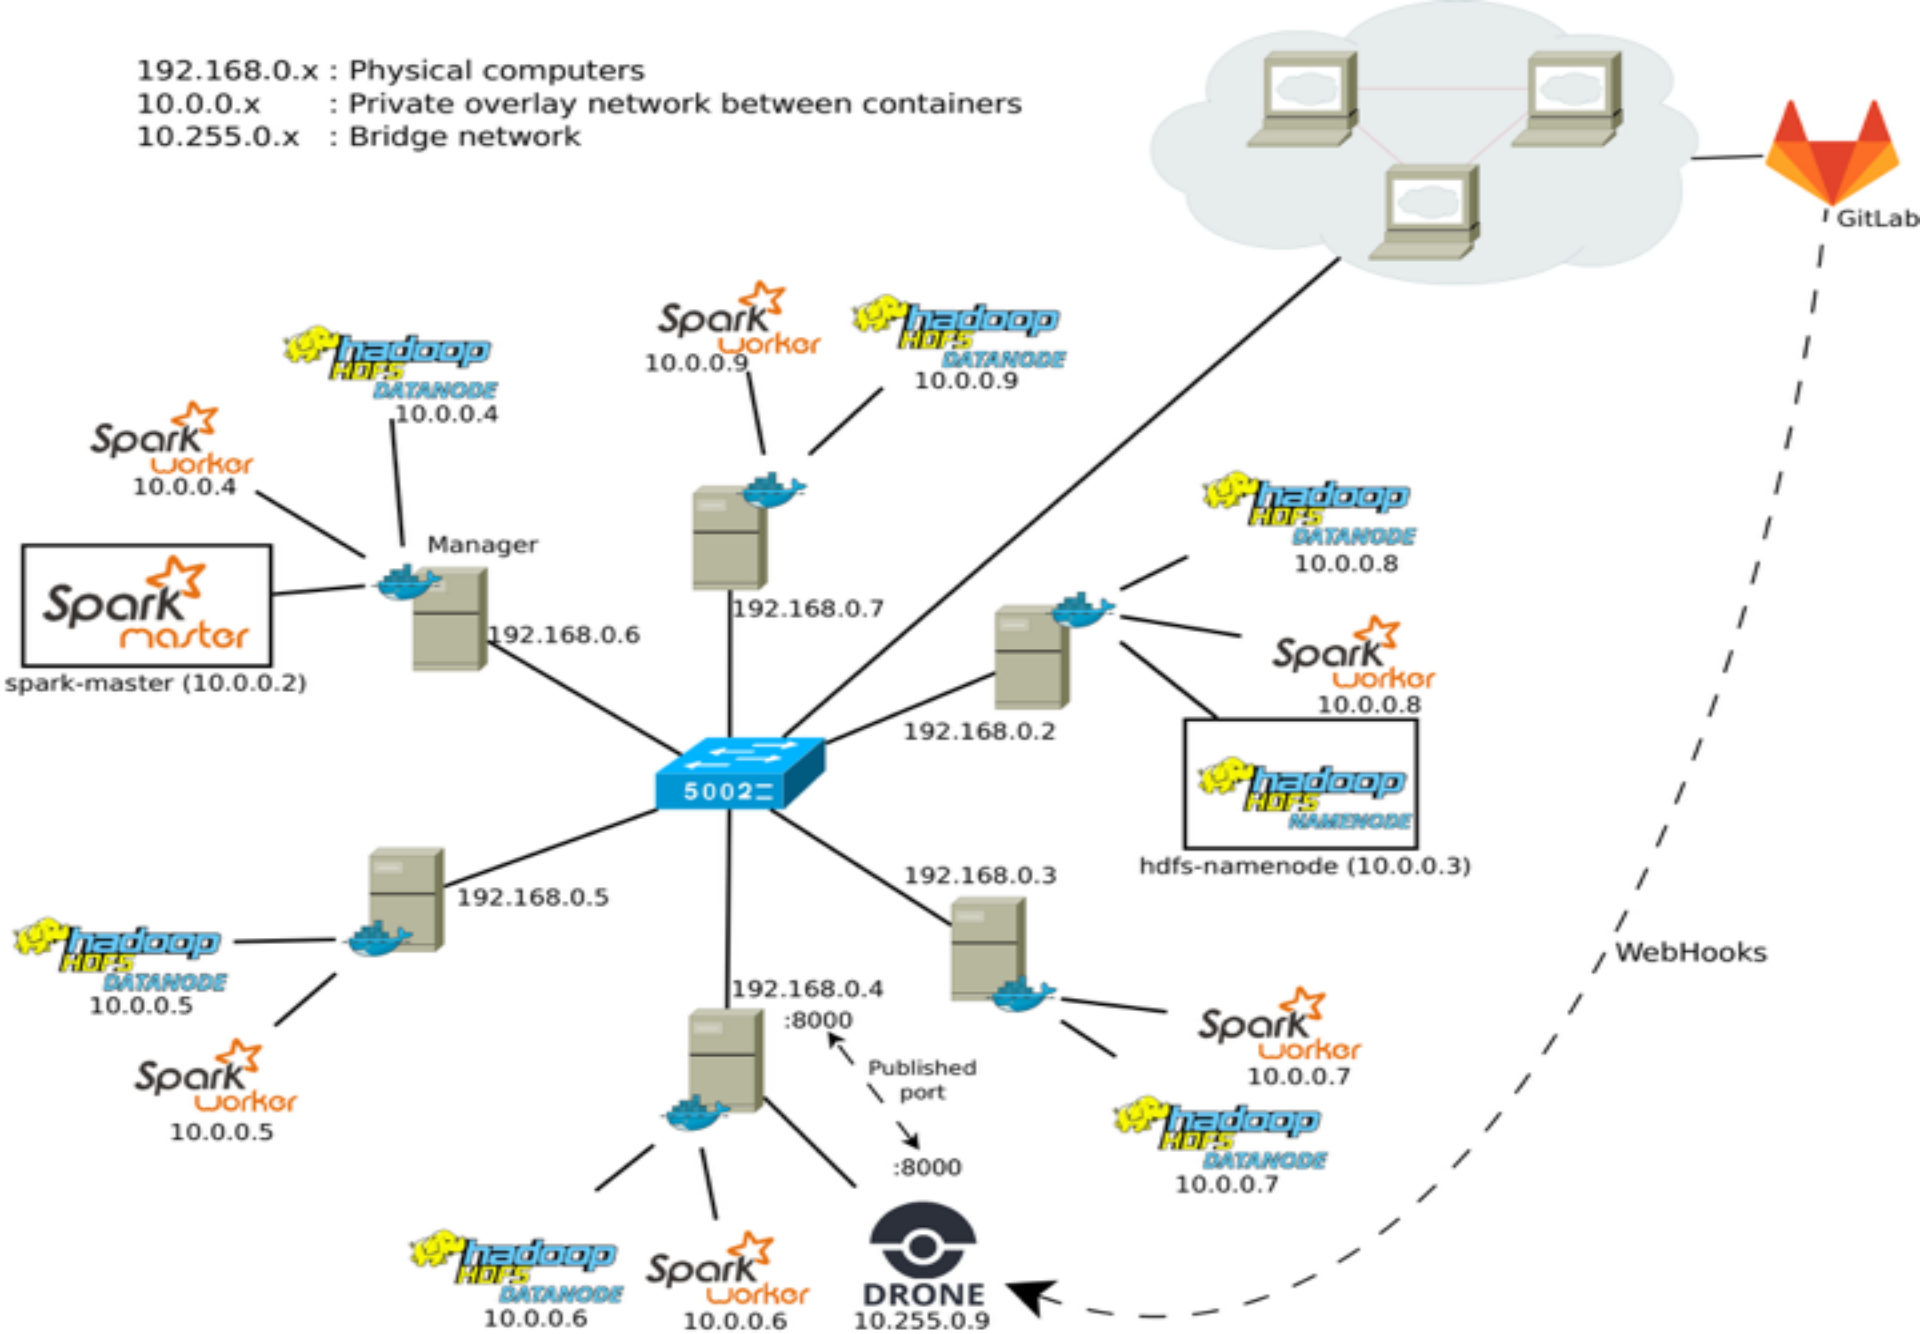 192.168.0.x : Physical computers
10.0.0.x : Private overlay network between containers
10.255.0.x : Bridge network
GitLab
Spark
worker
10.0.0.9
hadoop
HDFS
DATANODE
10.0.0.9
hadoop
HDFS
DATANODE
10.0.0.4
Spark
worker
10.0.0.4
Manager
Spark
master
spark-master (10.0.0.2)
192.168.0.6
192.168.0.7
hadoop
HDFS
DATANODE
10.0.0.8
Spark
worker
10.0.0.8
192.168.0.2
hadoop
HDFS
NAMENODE
hdfs-namenode (10.0.0.3)
5002
192.168.0.5
hadoop
HDFS
DATANODE
10.0.0.5
Spark
worker
10.0.0.5
192.168.0.3
WebHooks
Spark
worker
10.0.0.7
hadoop
HDFS
DATANODE
10.0.0.7
192.168.0.4
:8000
Published
port
:8000
hadoop
HDFS
DATANODE
10.0.0.6
Spark
worker
10.0.0.6
DRONE
10.255.0.9